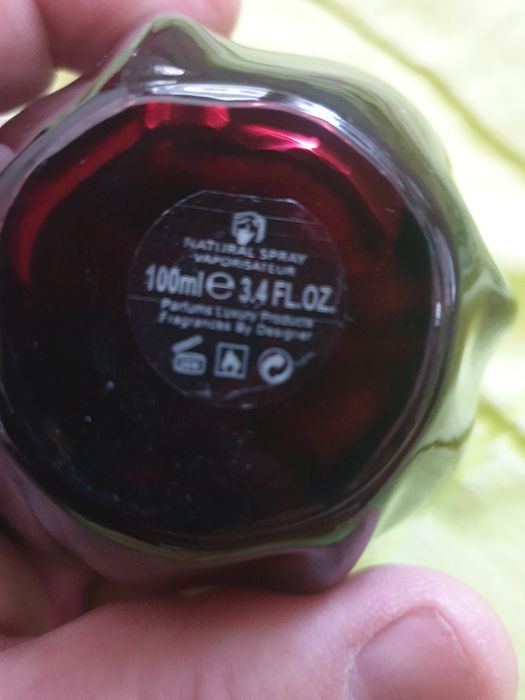 NATURAL SPRAY
VAPORISATEUR
100ml e 3.4 FL.OZ.
Parfums Luxury Products
Fragrances By Designer